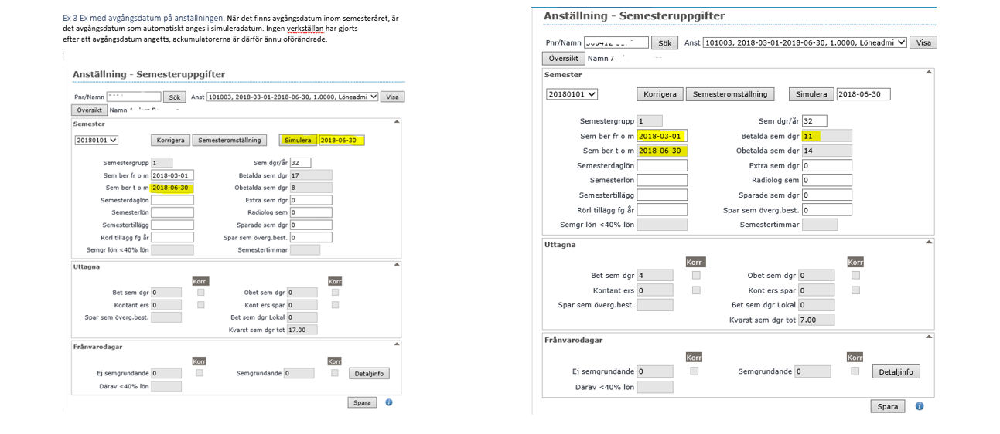 Ex 3 Ex med avgångsdatum på anställningen. När det finns avgångsdatum inom semesteråret, är
det avgångsdatum som automatiskt anges i simuleradatum. Ingen verkställan har gjorts
efter att avgångsdatum angetts, ackumulatorerna är därför ännu oförändrade.
Anställning - Semesteruppgifter
Pnr/Namn Sök Anst 101003, 2018-03-01-2018-06-30, 1.0000, Löneadmi Visa
Översikt Namn
Semester
20180101 Korrigera Semesteromställning Simulera 2018-06-30
Semestergrupp 1 Sem dgr/år 32
Sem ber fr o m 2018-03-01 Betalda sem dgr 17
Sem ber t o m 2018-06-30 Obetalda sem dgr 8
Semesterdaglön Extra sem dgr 0
Semesterlön Radiolog sem 0
Semestertillägg Sparade sem dgr 0
Rörl tillägg fg år Spar sem överg.best. 0
Semgr lön <40% lön Semestertimmar
Uttagna
Korr Korr
Bet sem dgr 0 Obet sem dgr 0
Kontant ers 0 Kont ers spar 0
Spar sem överg.best. Bet sem dgr Lokal 0
Kvarst sem dgr tot 17.00
Frånvarodagar
Korr Korr
Ej semgrundande 0 Semgrundande 0 Detaljinfo
Därav <40% lön
Spara
Anställning - Semesteruppgifter
Pnr/Namn Sök Anst 101003, 2018-03-01-2018-06-30, 1.0000, Löneadmi Visa
Översikt Namn
Semester
20180101 Korrigera Semesteromställning Simulera 2018-06-30
Semestergrupp 1 Sem dgr/år 32
Sem ber fr o m 2018-03-01 Betalda sem dgr 11
Sem ber t o m 2018-06-30 Obetalda sem dgr 14
Semesterdaglön Extra sem dgr 0
Semesterlön Radiolog sem 0
Semestertillägg Sparade sem dgr 0
Rörl tillägg fg år Spar sem överg.best. 0
Semgr lön <40% lön Semestertimmar
Uttagna
Korr Korr
Bet sem dgr 4 Obet sem dgr 0
Kontant ers 0 Kont ers spar 0
Spar sem överg.best. Bet sem dgr Lokal 0
Kvarst sem dgr tot 7.00
Frånvarodagar
Korr Korr
Ej semgrundande 0 Semgrundande 0 Detaljinfo
Därav <40% lön
Spara